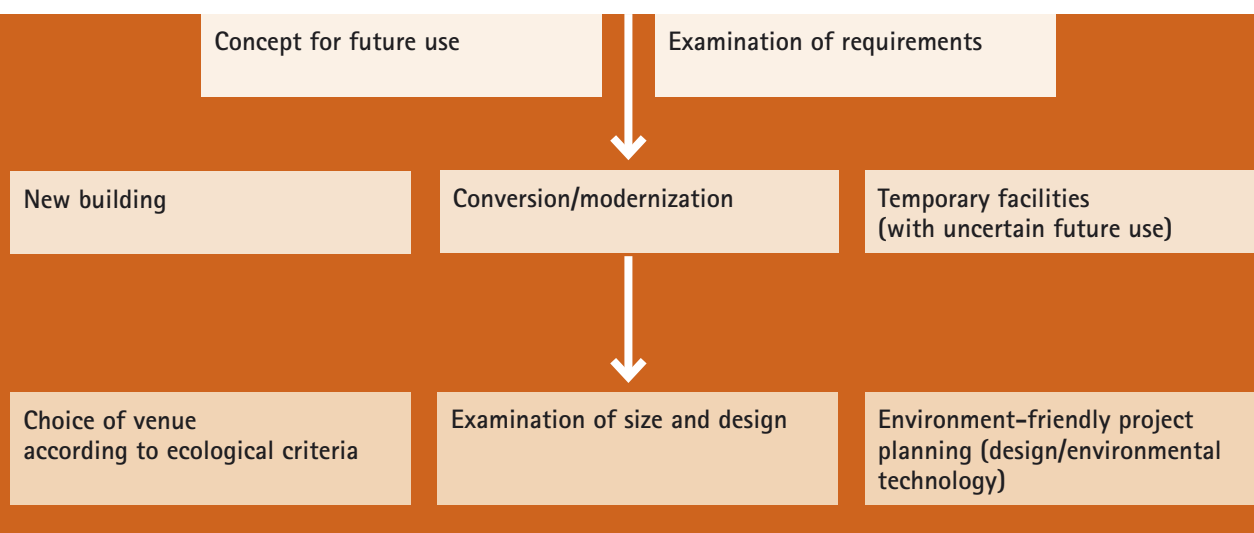 Concept for future use
Examination of requirements
New building
Conversion/modernization
Temporary facilities
(with uncertain future use)
Choice of venue
according to ecological criteria
Examination of size and design
Environment-friendly project
planning (design/environmental
technology)